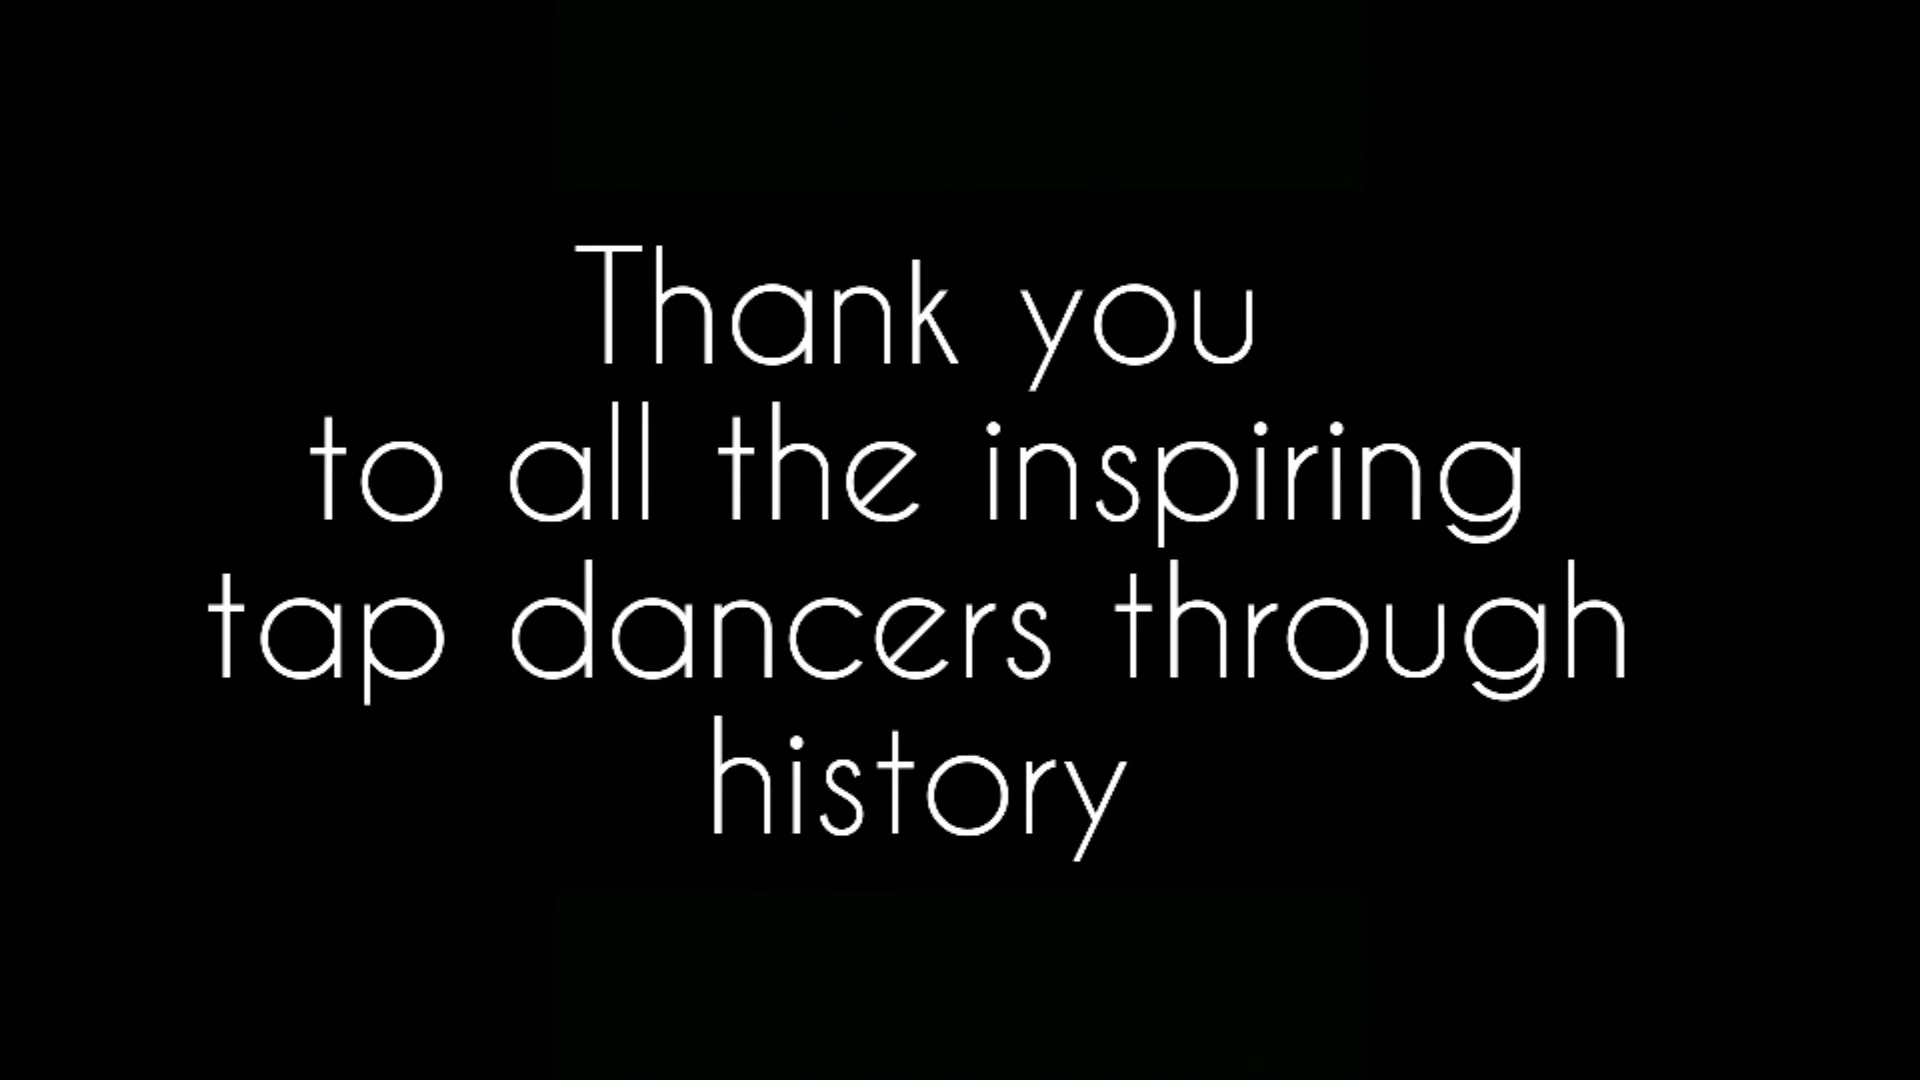 Thank you
to all the inspiring
tap dancers through
history